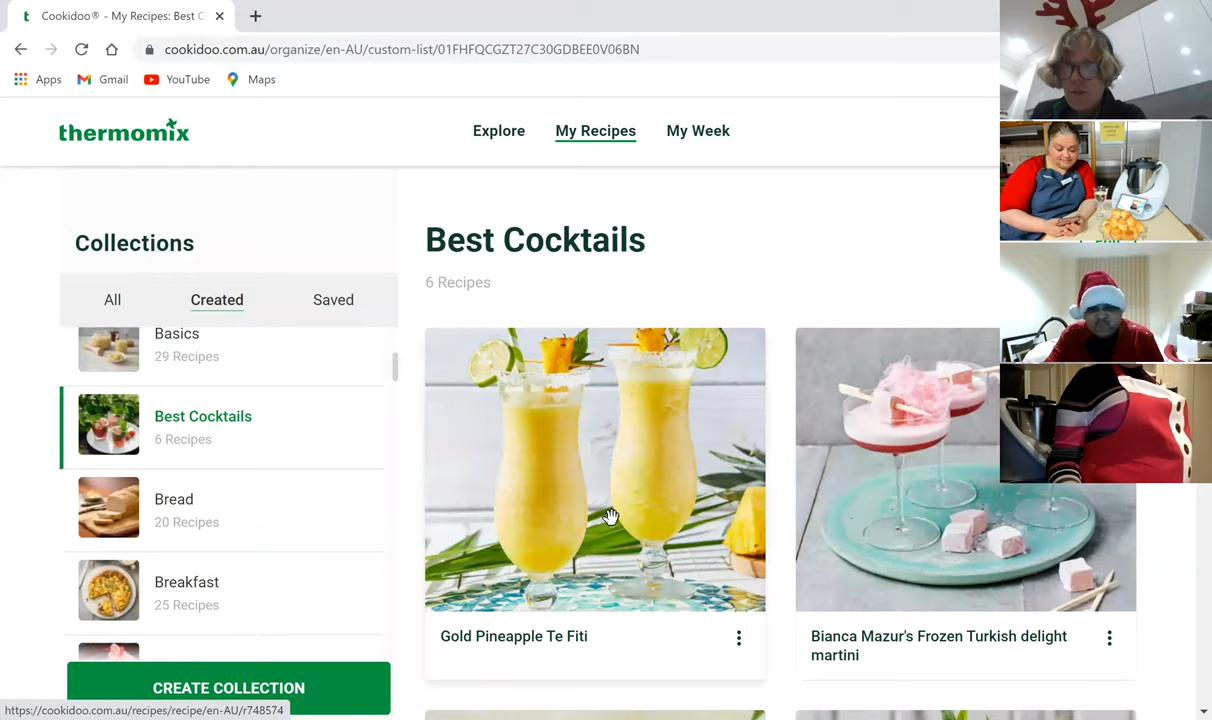 Cookidoo® - My Recipes: Best C
cookidoo.com.au/organize/en-AU/custom-list/01FHFQCGZT27C30GDBEE0V06BN
Apps Gmail YouTube Maps
thermomix
Explore My Recipes My Week
Collections
All Created Saved
Basics
29 Recipes
Best Cocktails
6 Recipes
Bread
20 Recipes
Breakfast
25 Recipes
CREATE COLLECTION
Best Cocktails
6 Recipes
Gold Pineapple Te Fiti
Bianca Mazur's Frozen Turkish delight
martini
https://cookidoo.com.au/recipes/recipe/en-AU/r748574